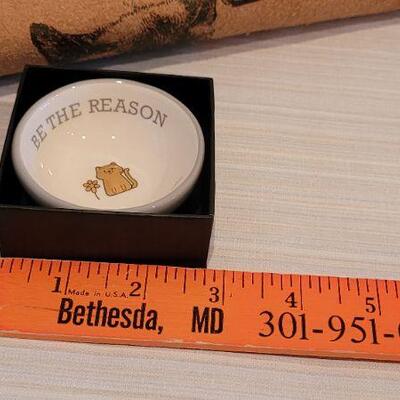 BE THE REASON
1 2 3 4 5
Made in U.S.A.
Bethesda, MD 301-951-